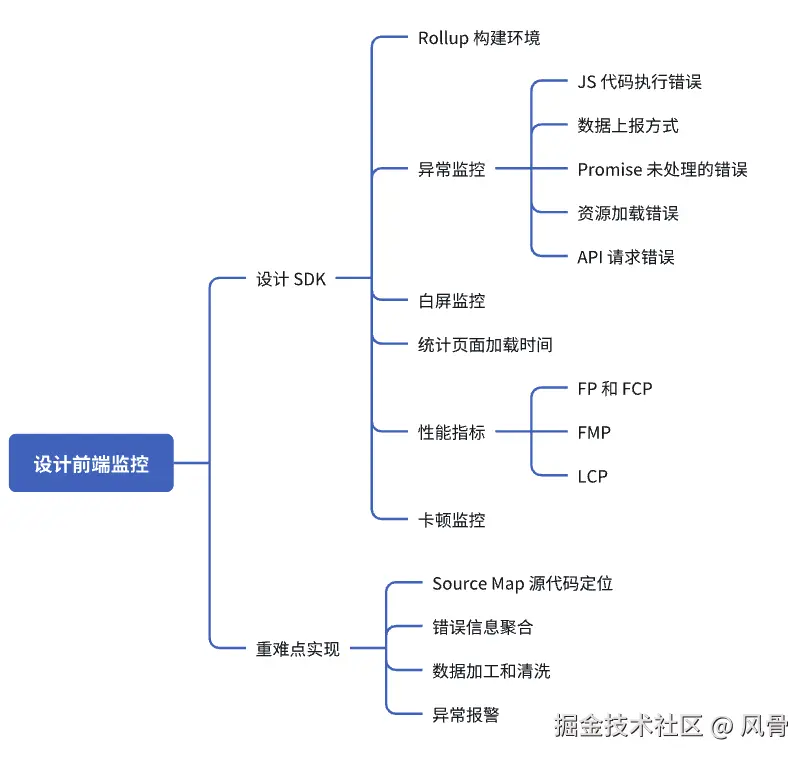 设计前端监控
设计 SDK
Rollup 构建环境
异常监控
JS 代码执行错误
数据上报方式
Promise 未处理的错误
资源加载错误
API 请求错误
白屏监控
统计页面加载时间
性能指标
FP 和 FCP
FMP
LCP
卡顿监控
重难点实现
Source Map 源代码定位
错误信息聚合
数据加工和清洗
异常报警
掘金技术社区 @ 风骨